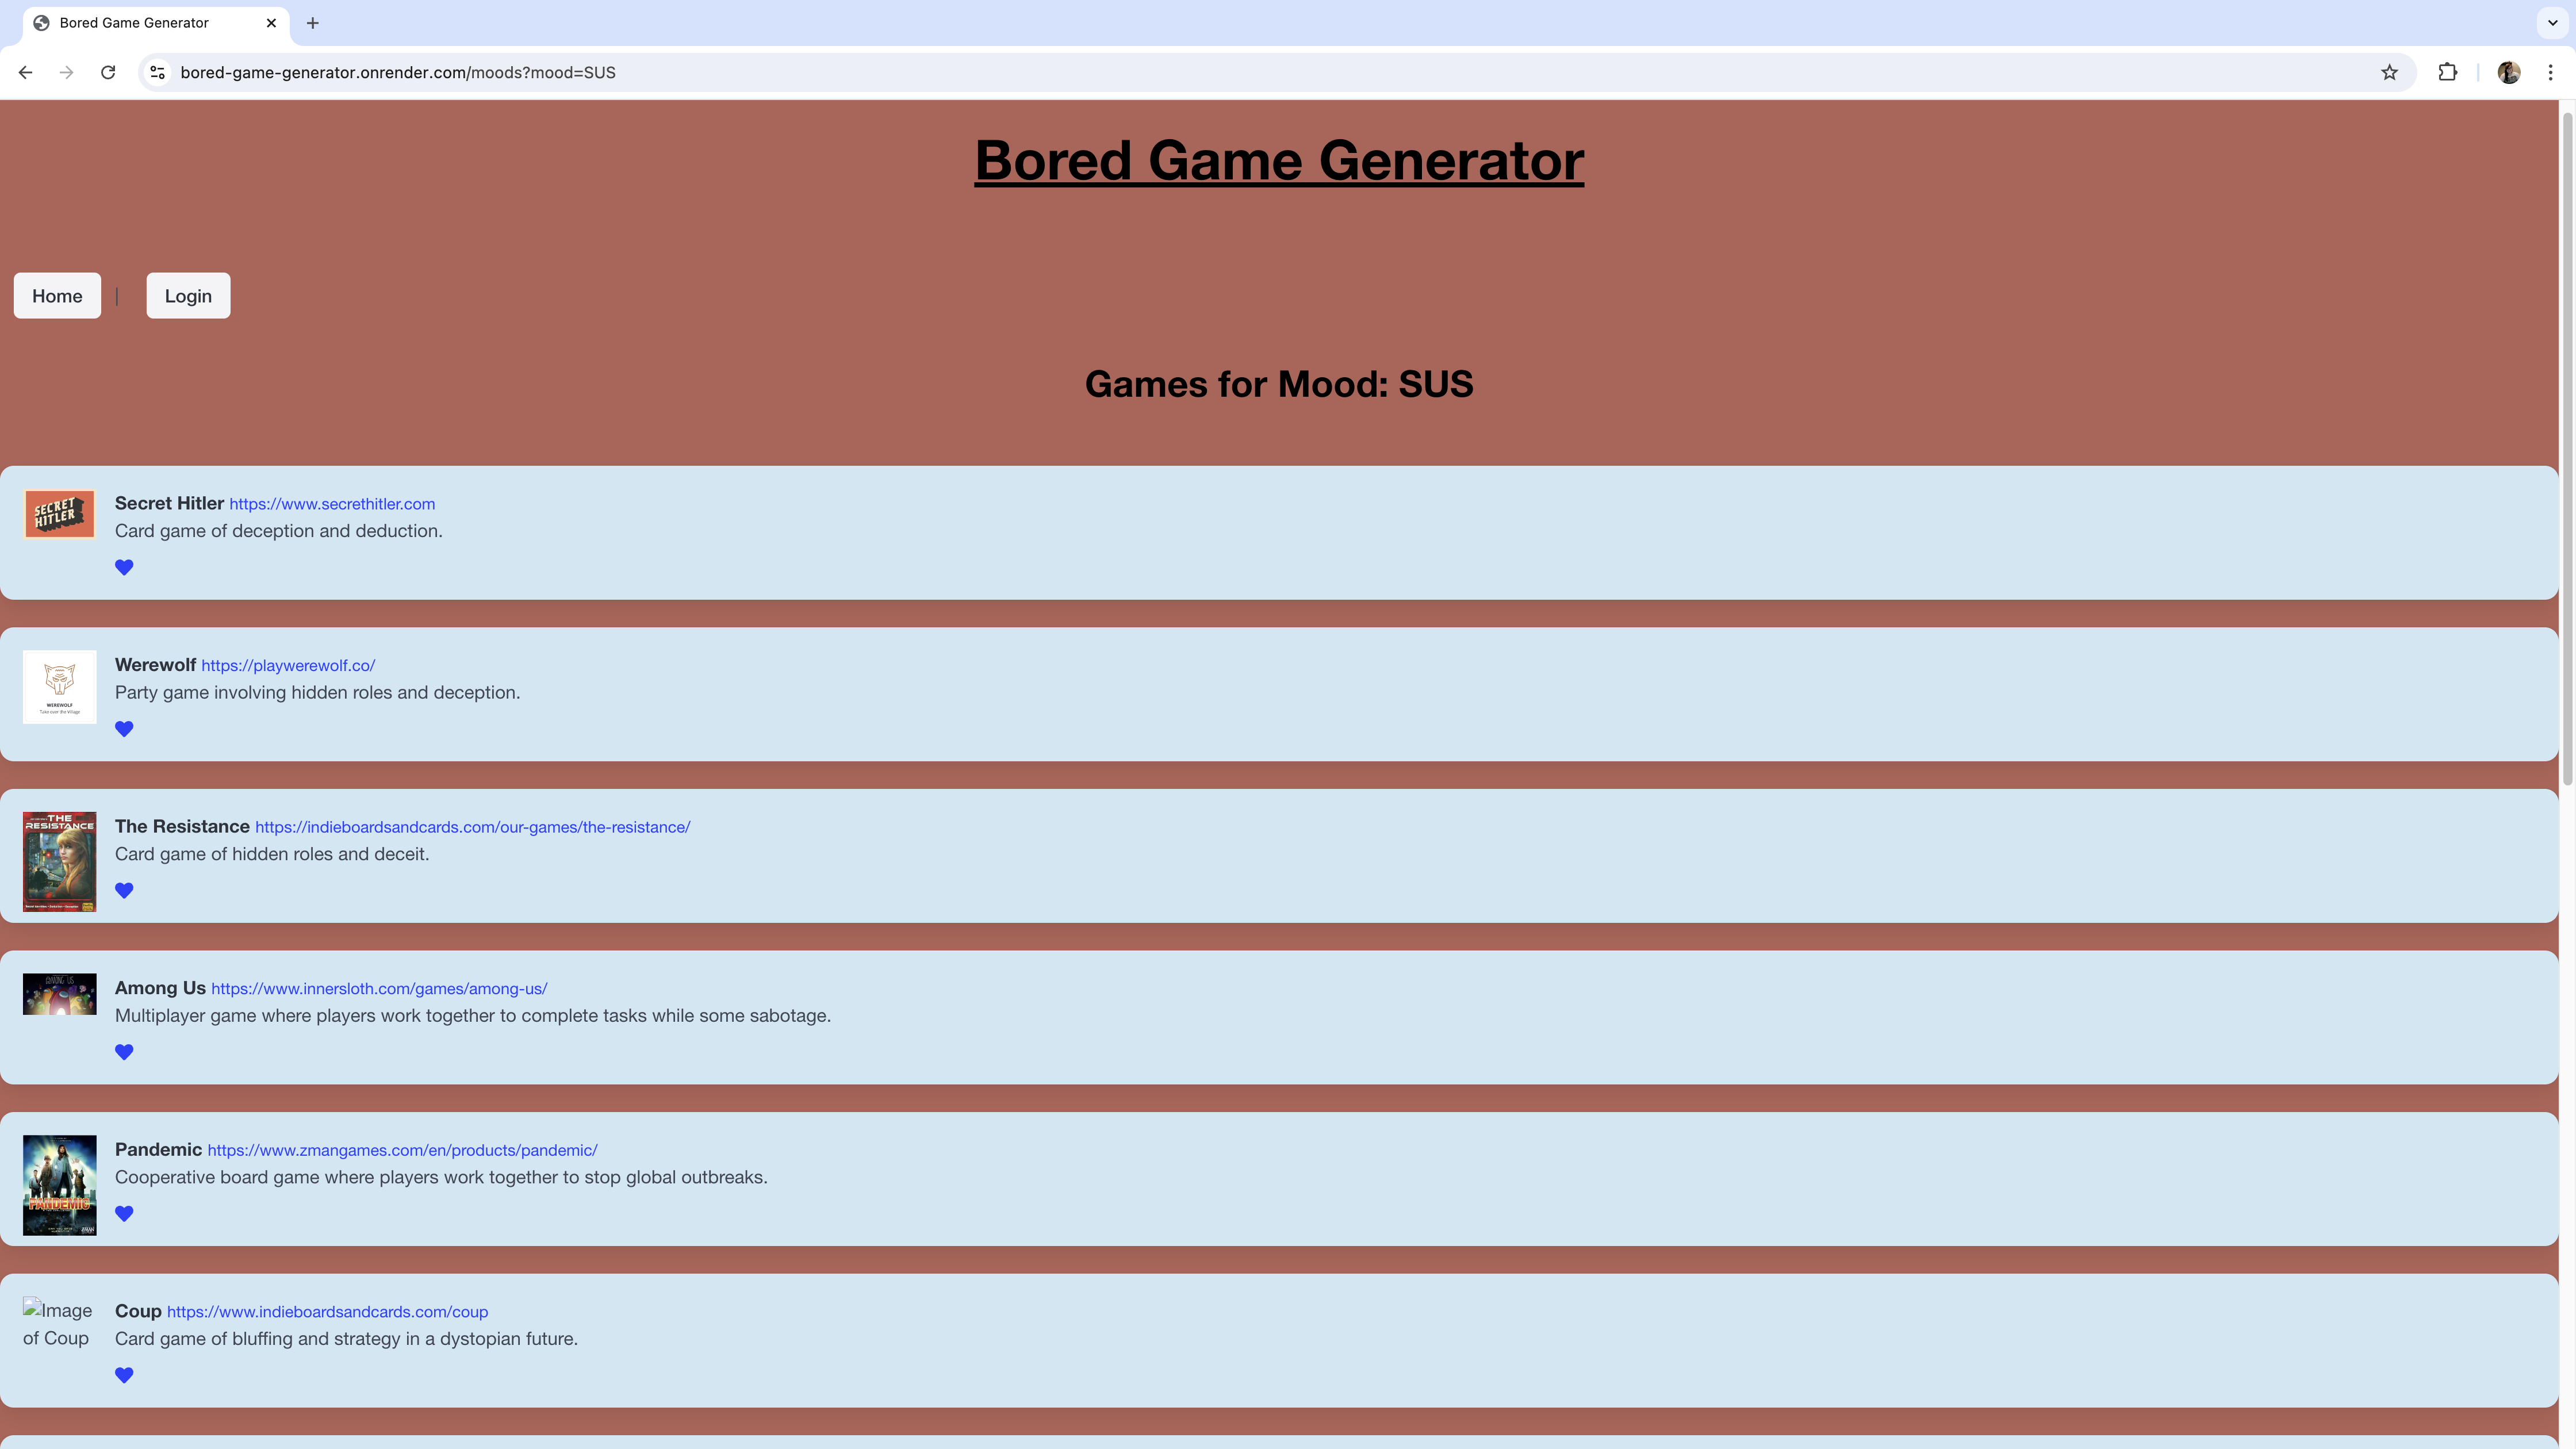 Bored Game Generator
bored-game-generator.onrender.com/moods?mood=SUS
Bored Game Generator
Home | Login
Games for Mood: SUS
SECRET
HITLER
Secret Hitler https://www.secrethitler.com
Card game of deception and deduction.
WEREWOLF
Take over the Village
Werewolf https://playwerewolf.co/
Party game involving hidden roles and deception.
THE
RESISTANCE
The Resistance https://indieboardsandcards.com/our-games/the-resistance/
Card game of hidden roles and deceit.
AMONG US
Among Us https://www.innersloth.com/games/among-us/
Multiplayer game where players work together to complete tasks while some sabotage.
PANDEMIC
Pandemic https://www.zmangames.com/en/products/pandemic/
Cooperative board game where players work together to stop global outbreaks.
Image
of Coup
Coup https://www.indieboardsandcards.com/coup
Card game of bluffing and strategy in a dystopian future.